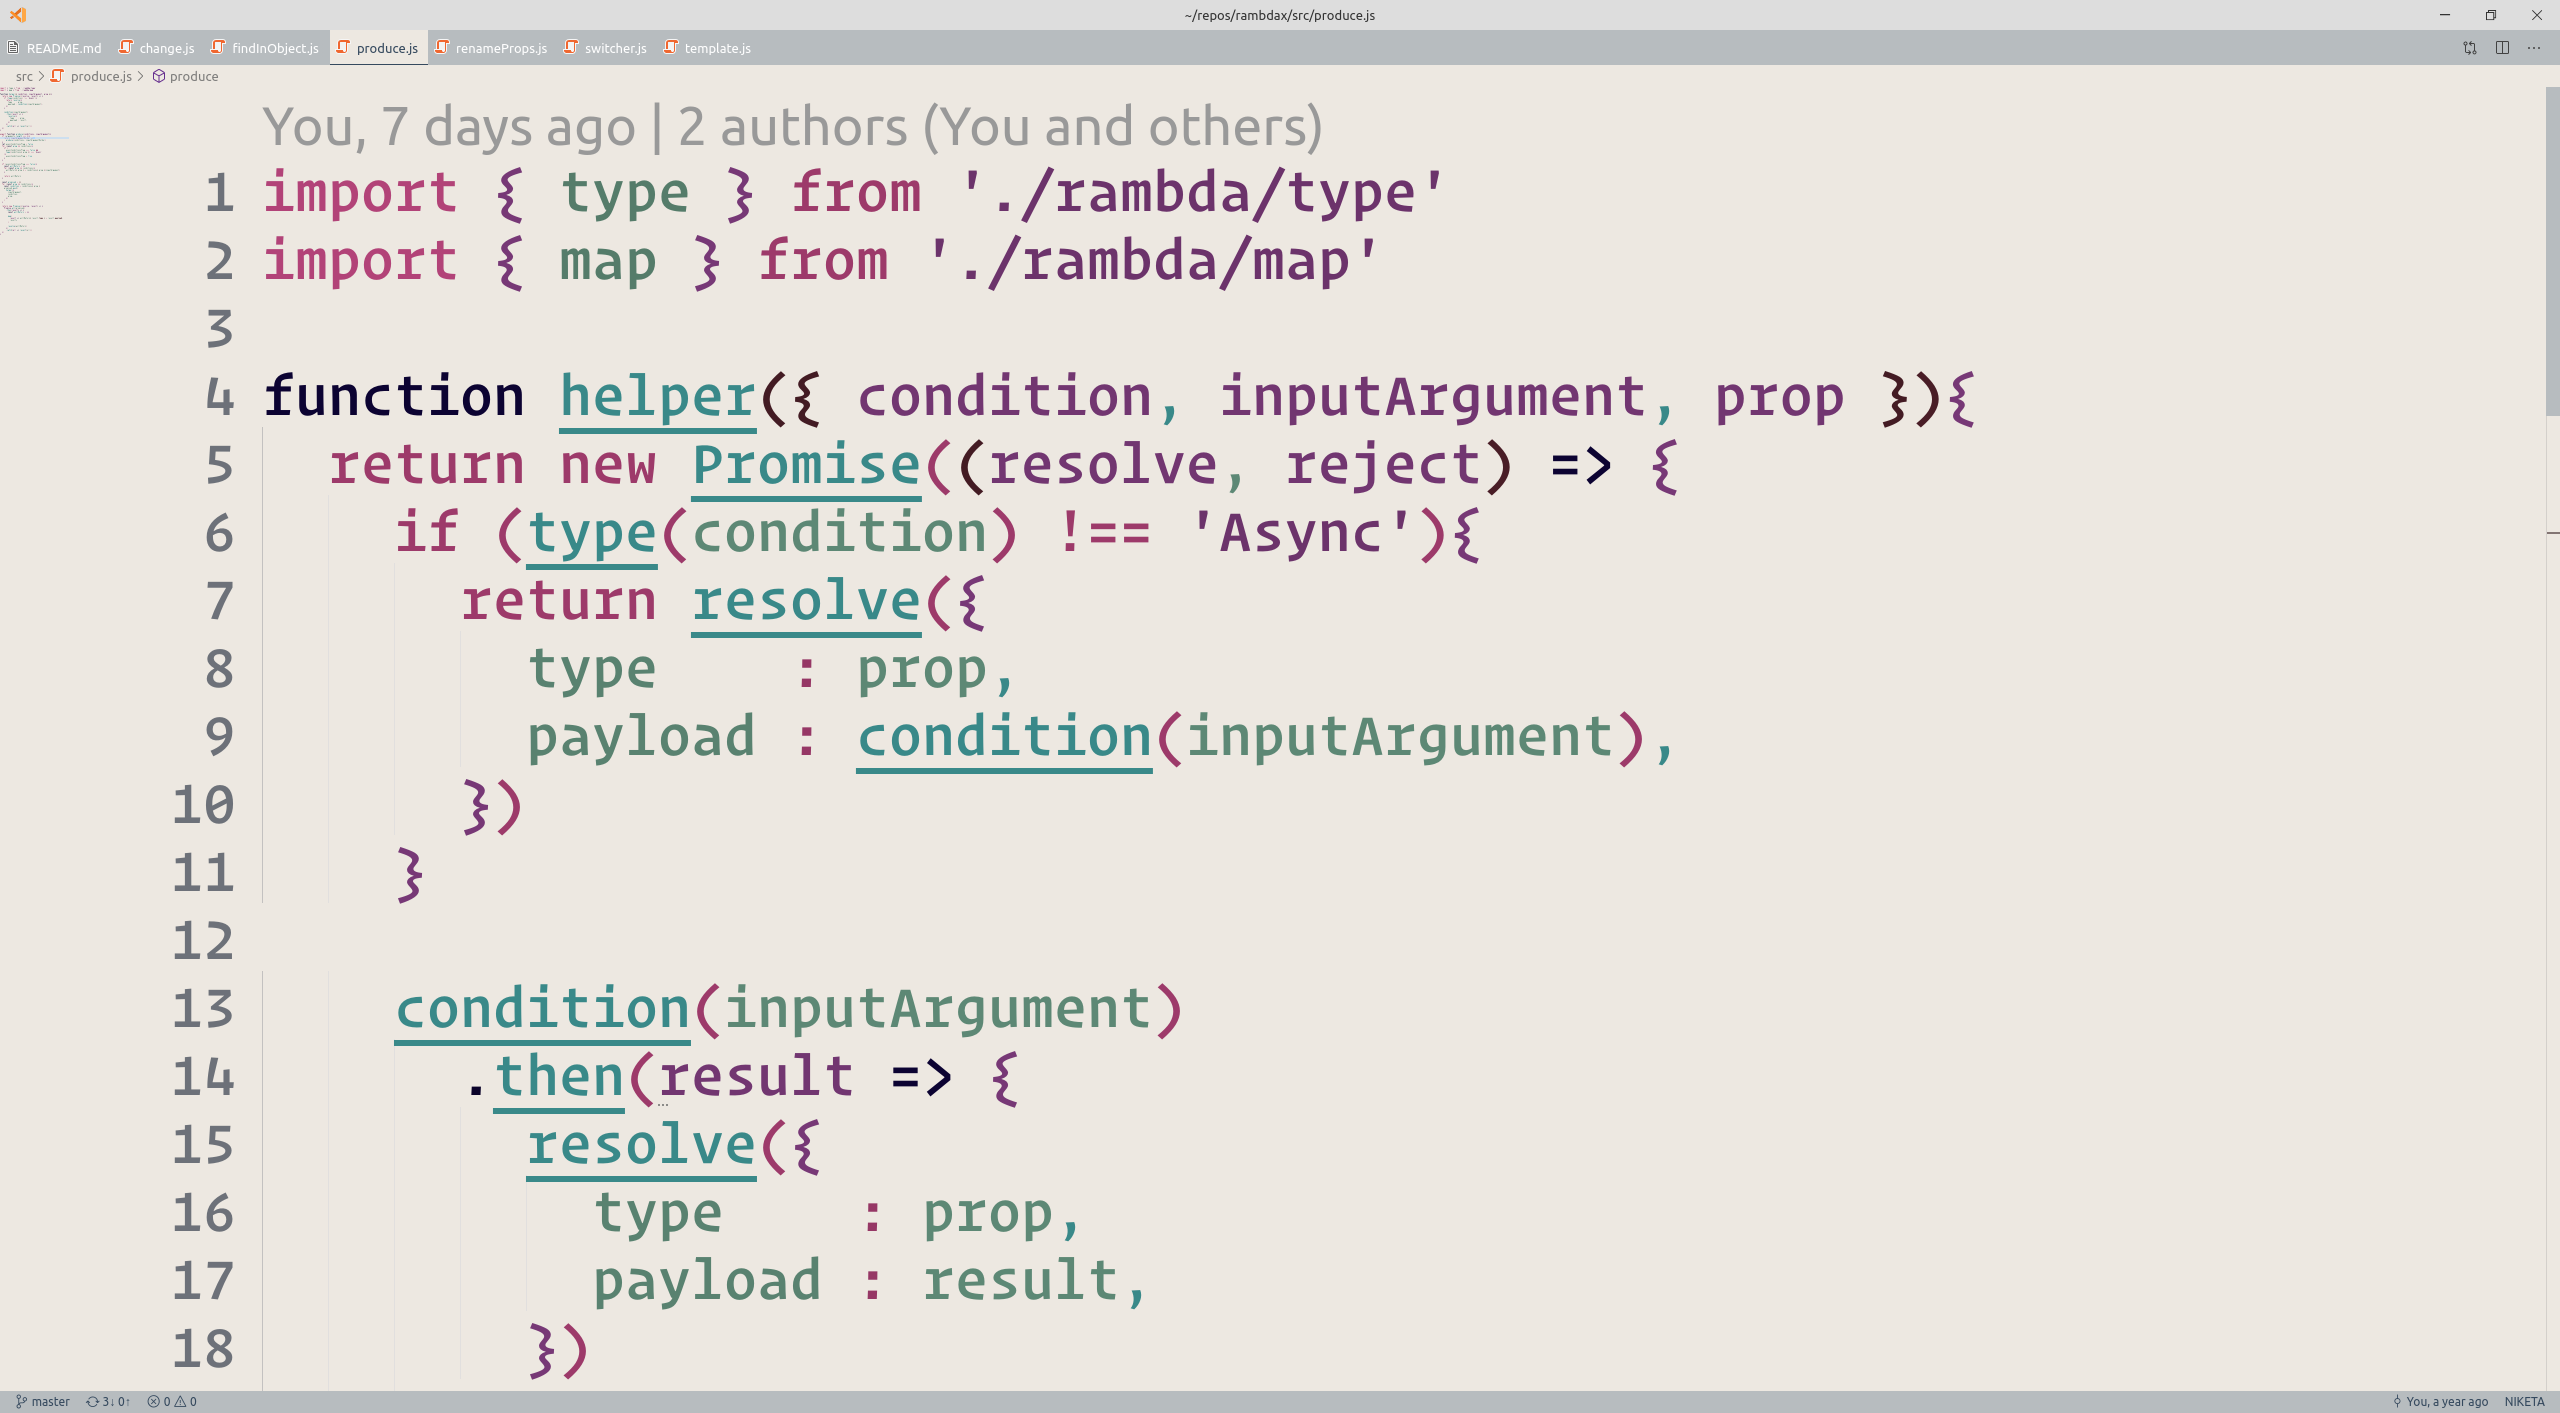 ~/repos/rambdax/src/produce.js
README.md change.js findInObject.js produce.js renameProps.js switcher.js template.js
src > produce.js > produce
You, 7 days ago | 2 authors (You and others)
1 import { type } from './rambda/type'
2 import { map } from './rambda/map'
3
4 function helper({ condition, inputArgument, prop }){
5   return new Promise((resolve, reject) => {
6     if (type(condition) !== 'Async'){
7       return resolve({
8         type    : prop,
9         payload : condition(inputArgument),
10       })
11     }
12
13     condition(inputArgument)
14       .then(result => {
15         resolve({
16           type    : prop,
17           payload : result,
18         })
master 3↓ 0↑ 0 0 You, a year ago NIKETA